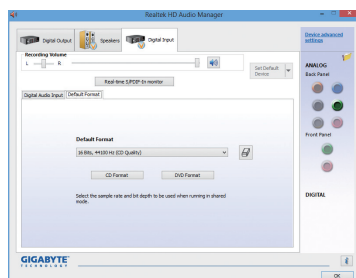 Realtek HD Audio Manager
Digital Output
Speakers
Digital Input
Device advanced
settings
Recording Volume
L
R
Set Default
Device
Real-time S/PDIF-In monitor
Digital Audio Input
Default Format
Default Format
16 Bits, 44100 Hz (CD Quality)
CD Format
DVD Format
Select the sample rate and bit depth to be used when running in shared
mode.
ANALOG
Back Panel
Front Panel
DIGITAL
GIGABYTE
TECHNOLOGY
OK